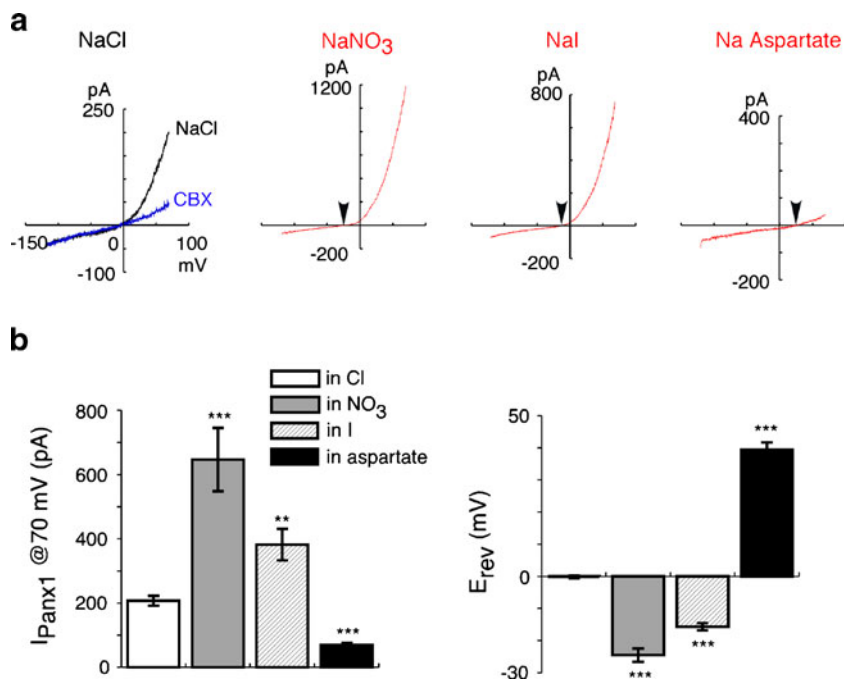 a
NaCl
NaNO3
NaI
Na Aspartate
pA
250
NaCl
CBX
-150
0
100
mV
-100
pA
1200
-200
pA
800
-200
pA
400
-200
b
IPanx1 @70 mV (pA)
800
600
400
200
0
***
**
***
in Cl
in NO3
in I
in aspartate
Erev (mV)
50
0
-30
***
***
***